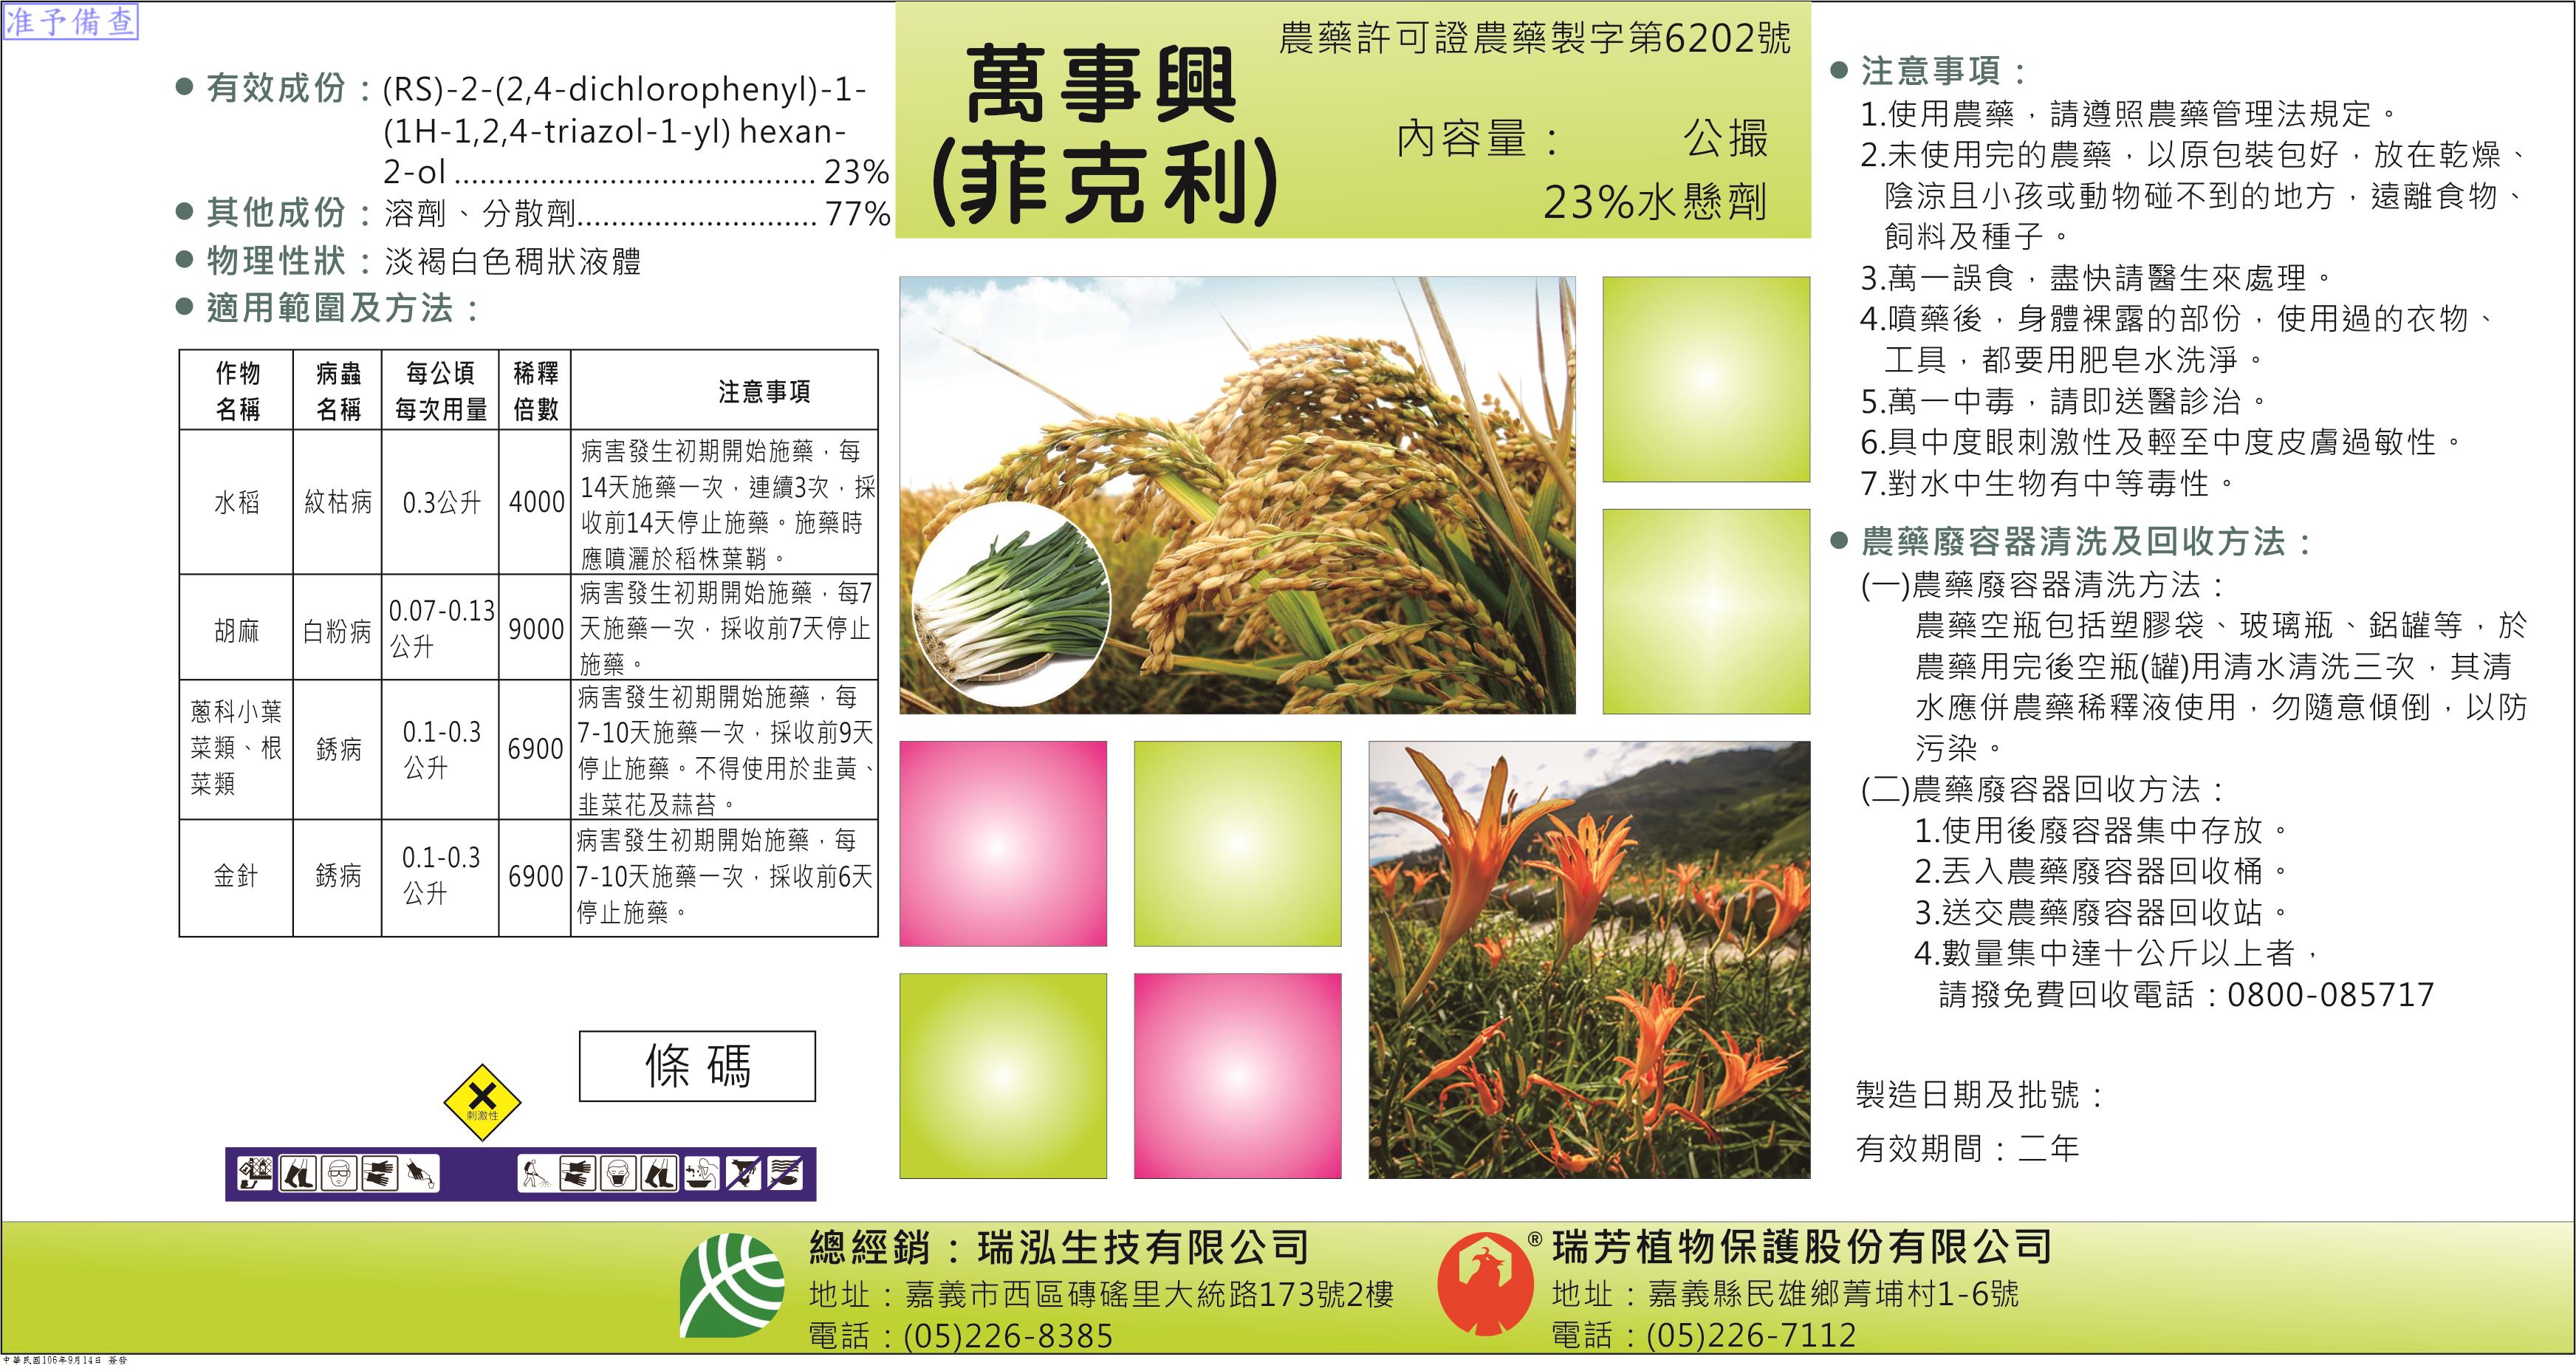 准予備查
● 有效成份：(RS)-2-(2,4-dichlorophenyl)-1-
(1H-1,2,4-triazol-1-yl) hexan-
2-ol .......................................... 23%
● 其他成份：溶劑、分散劑............................ 77%
● 物理性狀：淡褐白色稠狀液體
● 適用範圍及方法：
作物名稱 病蟲名稱 每公頃每次用量 稀釋倍數 注意事項
水稻 紋枯病 0.3公升 4000 病害發生初期開始施藥，每
14天施藥一次，連續3次，採
收前14天停止施藥。施藥時
應噴灑於稻株葉鞘。
胡麻 白粉病 0.07-0.13公升 9000 病害發生初期開始施藥，每7
天施藥一次，採收前7天停止
施藥。
蔥科小葉菜類、根菜類 銹病 0.1-0.3公升 6900 病害發生初期開始施藥，每
7-10天施藥一次，採收前9天
停止施藥。不得使用於韭黃、
韭菜花及蒜苔。
金針 銹病 0.1-0.3公升 6900 病害發生初期開始施藥，每
7-10天施藥一次，採收前6天
停止施藥。
條碼
刺激性
農藥許可證農藥製字第6202號
萬事興
(菲克利)
內容量： 公撮
23%水懸劑
● 注意事項：
1.使用農藥，請遵照農藥管理法規定。
2.未使用完的農藥，以原包裝包好，放在乾燥、
陰涼且小孩或動物碰不到的地方，遠離食物、
飼料及種子。
3.萬一誤食，盡快請醫生來處理。
4.噴藥後，身體裸露的部份，使用過的衣物、
工具，都要用肥皂水洗淨。
5.萬一中毒，請即送醫診治。
6.具中度眼刺激性及輕至中度皮膚過敏性。
7.對水中生物有中等毒性。
● 農藥廢容器清洗及回收方法：
(一)農藥廢容器清洗方法：
農藥空瓶包括塑膠袋、玻璃瓶、鋁罐等，於
農藥用完後空瓶(罐)用清水清洗三次，其清
水應併農藥稀釋液使用，勿隨意傾倒，以防
污染。
(二)農藥廢容器回收方法：
1.使用後廢容器集中存放。
2.丟入農藥廢容器回收桶。
3.送交農藥廢容器回收站。
4.數量集中達十公斤以上者，
請撥免費回收電話：0800-085717
製造日期及批號：
有效期間：二年
總經銷：瑞泓生技有限公司
地址：嘉義市西區磚磘里大統路173號2樓
電話：(05)226-8385
® 瑞芳植物保護股份有限公司
地址：嘉義縣民雄鄉菁埔村1-6號
電話：(05)226-7112
中華民國106年9月14日 簽發